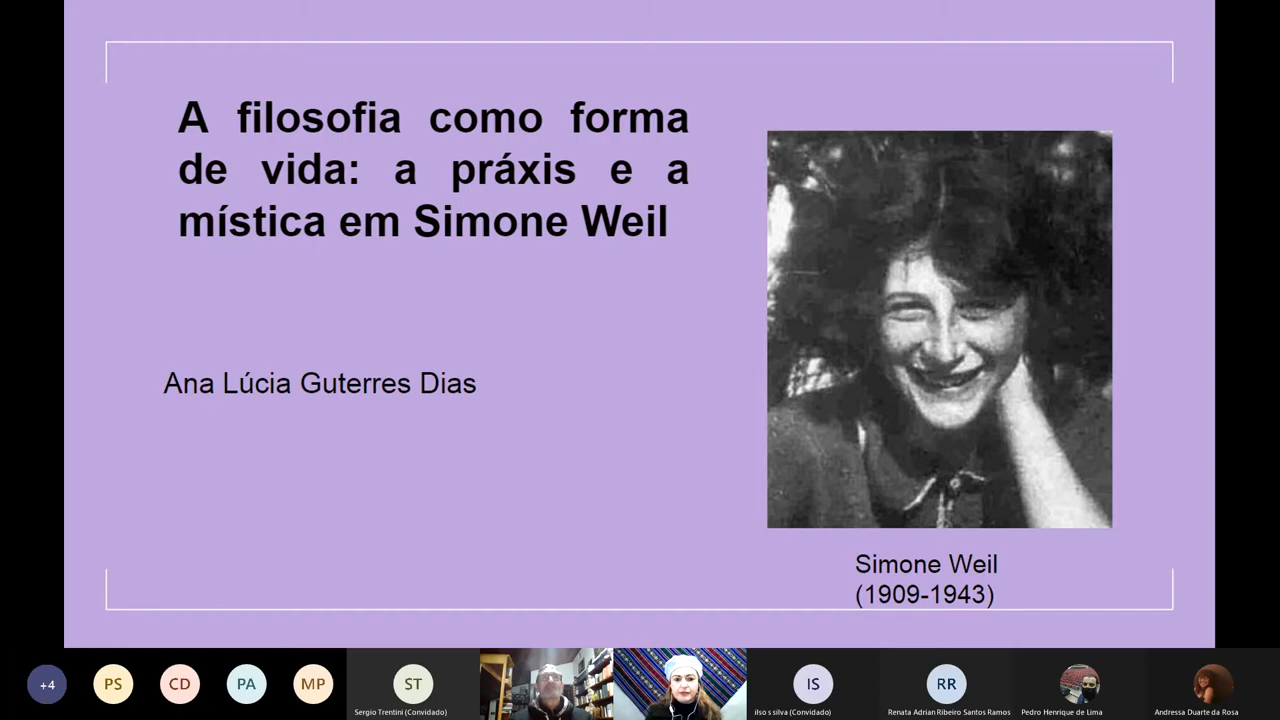 A filosofia como forma
de vida: a práxis e a
mística em Simone Weil
Ana Lúcia Guterres Dias
Simone Weil
(1909-1943)
+4
PS
CD
PA
MP
ST
Sergio Trentini (Convidado)
IS
ilso s silva (Convidado)
RR
Renata Adrian Ribeiro Santos Ramos
Pedro Henrique de Lima
Andressa Duarte da Rosa